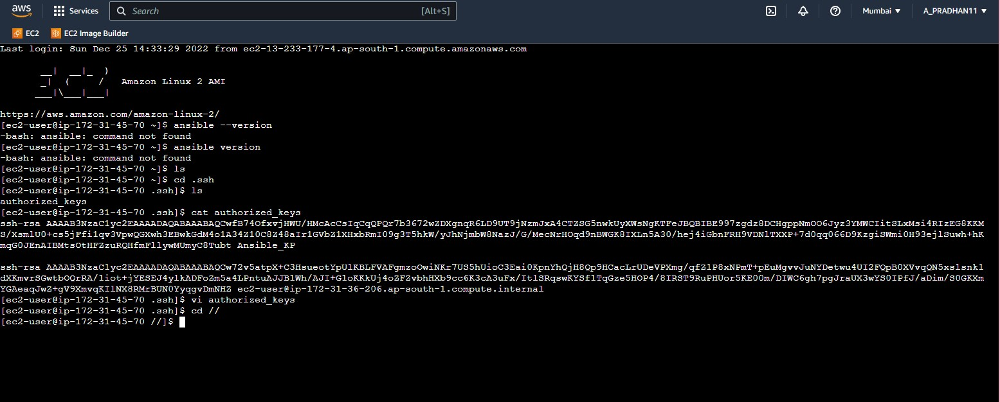 aws
Services
Search
[Alt+S]
Mumbai
A_PRADHAN11
EC2
EC2 Image Builder
Last login: Sun Dec 25 14:33:29 2022 from ec2-13-233-177-4.ap-south-1.compute.amazonaws.com
__| __|_ )
_| ( / Amazon Linux 2 AMI
___|\___|___|
https://aws.amazon.com/amazon-linux-2/
[ec2-user@ip-172-31-45-70 ~]$ ansible --version
-bash: ansible: command not found
[ec2-user@ip-172-31-45-70 ~]$ ansible version
-bash: ansible: command not found
[ec2-user@ip-172-31-45-70 ~]$ ls
[ec2-user@ip-172-31-45-70 ~]$ cd .ssh
[ec2-user@ip-172-31-45-70 .ssh]$ ls
authorized_keys
[ec2-user@ip-172-31-45-70 .ssh]$ cat authorized_keys
ssh-rsa AAAAB3NzaC1yc2EAAAADAQABAAABAQCwfB74OfxvjHWU/HMcAcCsIqCqQPQr7b3672wZDXgnqR6LD9UT9jNzmJxA4CTZSG5nwkUyXWsNgKTFeJBQBIBE997zgdz8DCHgppNmOO6Jyz3YMWCIitSLxMsi4RIzEG8KKM
S/XsmlU0+cs5jFfi1qv3VpwQGXwh3EBwkGdM4o1A34Z10C8Z48aIr1GVbZ1XHxbRmI09g3T5hkW/yJhNjmbW8NazJ/G/MecNrHOqd9nBWGK8IXLn5A30/hej4iGbnFRH9VDNlTXXP+7d0qq066D9KzgiSWmi0H93ejlSuwh+hK
mqG0JEnAIBMtsOtHFZzuRQHfmFllywMUmyC8Tubt Ansible_KP
ssh-rsa AAAAB3NzaC1yc2EAAAADAQABAAABAQCw72v5atpX+C3HsueotYpUlKBLFVAFgmzoOwiNKr7US5hUioC3Eai0KpnYhQjH8Qp9HCacLrUDeVPXmg/qfZ1P8xNPmT+pEuMgvvJuNYDetwu4UI2FQpB0XVvqQN5xslsnk1
dXKmvrSGwtbOQrRA/1iot+jYESEJ4ylkADFoZm5a4LPntuAJJB1Wh/AJI+G1oKKkUj4oZFZvbhHXb9cc6K3cA3uFx/ItlSRqswKYSf1TqGze5HOP4/8IRST9RuPHUor5KE00m/DIWC6gh7pgJraUX3wYS0IPfJ/aDim/S0GKXm
YGAeaqJwZ+gV9XmvqKIlNX8RMrBUN0YyqgvDmNHZ ec2-user@ip-172-31-36-206.ap-south-1.compute.internal
[ec2-user@ip-172-31-45-70 .ssh]$ vi authorized_keys
[ec2-user@ip-172-31-45-70 .ssh]$ cd //
[ec2-user@ip-172-31-45-70 //]$